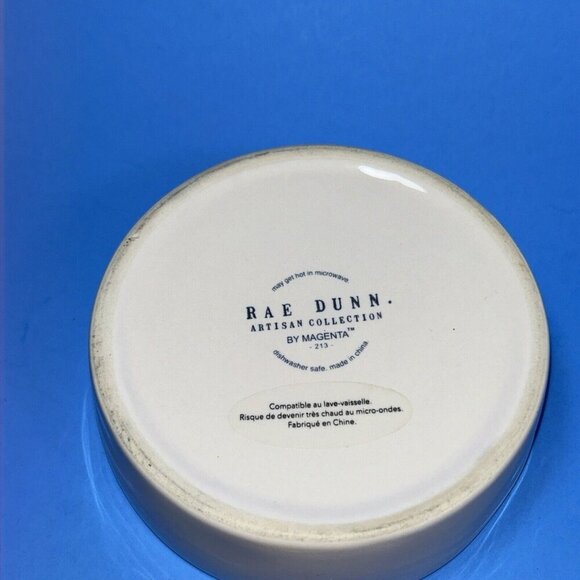 may get hot in microwave.
RAE DUNN.
ARTISAN COLLECTION
BY MAGENTA™
- 213 -
dishwasher safe. made in china.
Compatible au lave-vaisselle.
Risque de devenir très chaud au micro-ondes.
Fabriqué en Chine.